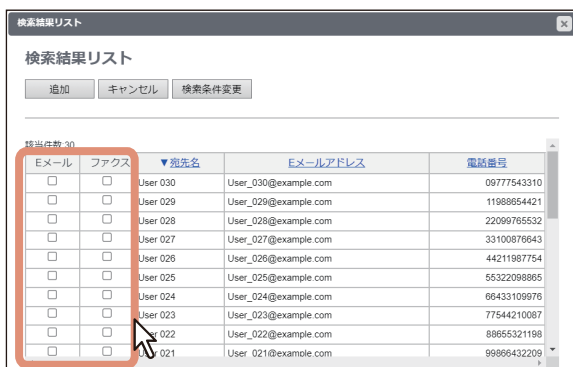 検索結果リスト
検索結果リスト
追加 キャンセル 検索条件変更
該当件数:30
Eメール ファクス ▼宛先名 Eメールアドレス 電話番号
User 030 User_030@example.com 09777543310
User 029 User_029@example.com 11988654421
User 028 User_028@example.com 22099765532
User 027 User_027@example.com 33100876643
User 026 User_026@example.com 44211987754
User 025 User_025@example.com 55322098865
User 024 User_024@example.com 66433109976
User 023 User_023@example.com 77544210087
User 022 User_022@example.com 88655321198
User 021 User_021@example.com 99866432209